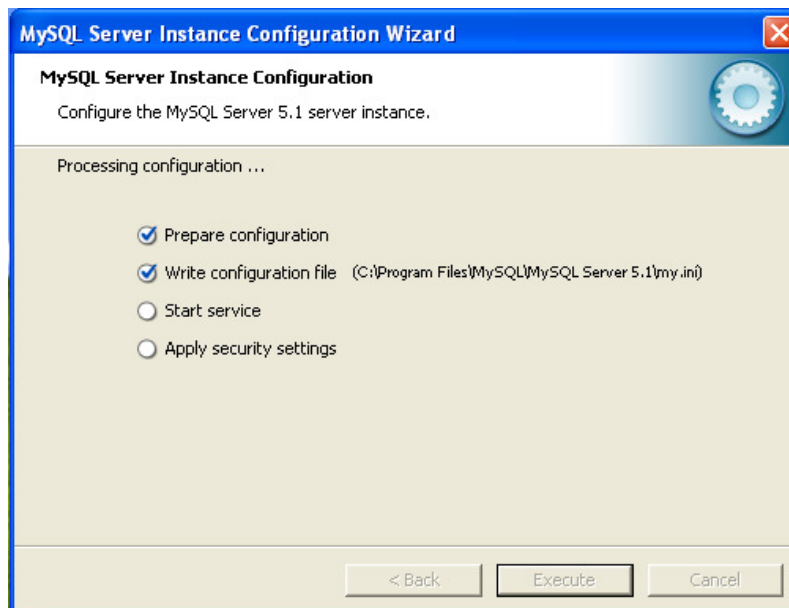 MySQL Server Instance Configuration Wizard
MySQL Server Instance Configuration
Configure the MySQL Server 5.1 server instance.
Processing configuration ...
Prepare configuration
Write configuration file (C:\Program Files\MySQL\MySQL Server 5.1\my.ini)
Start service
Apply security settings
< Back Execute Cancel